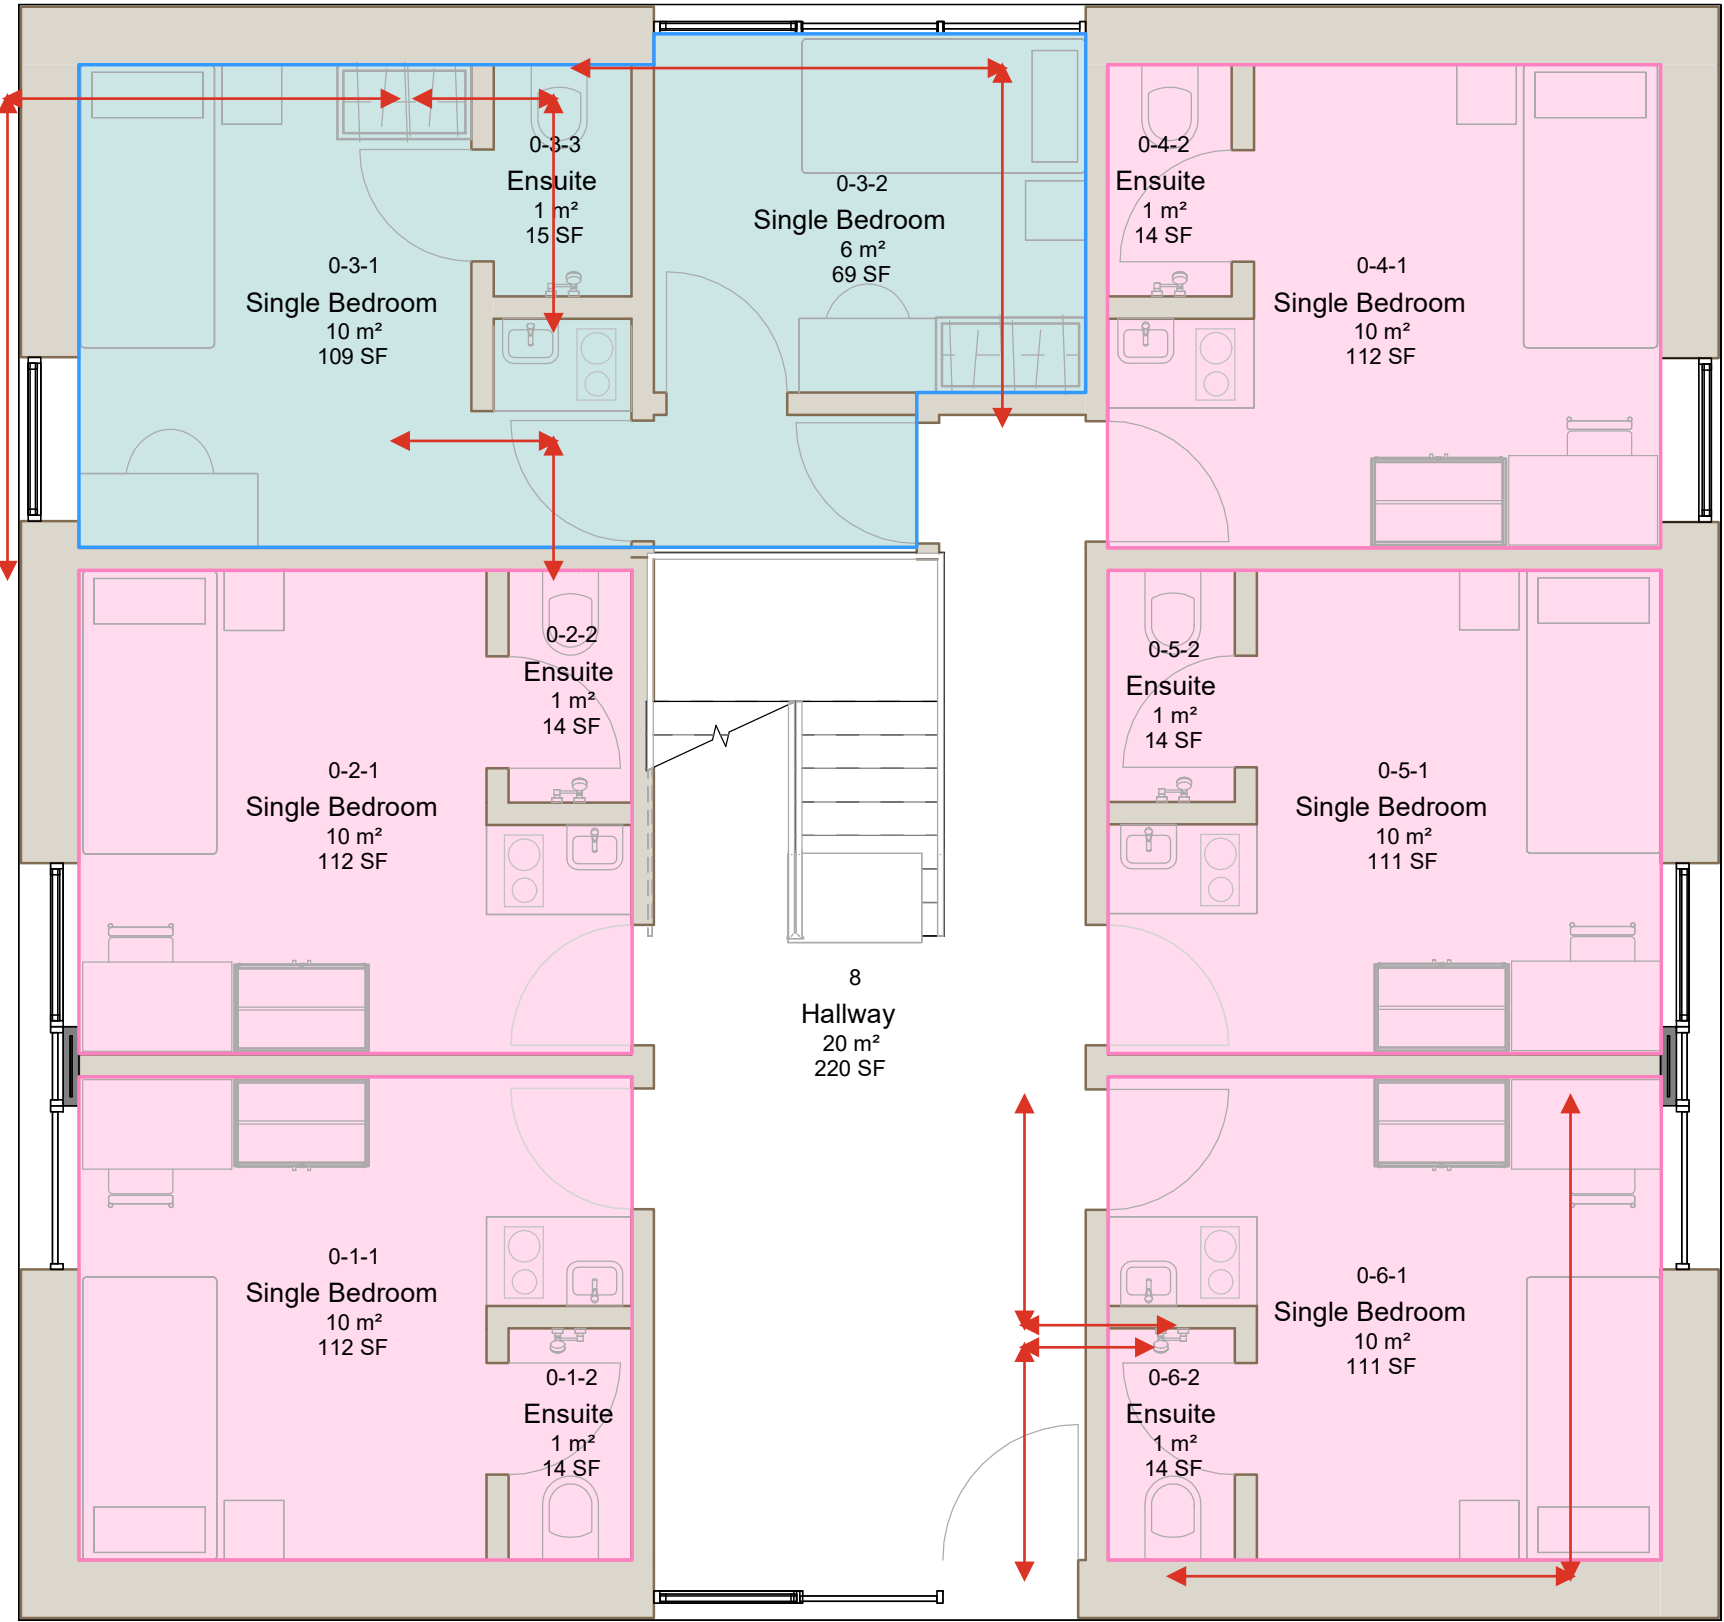 0-3-3
Ensuite
1 m²
15 SF
0-3-2
Single Bedroom
6 m²
69 SF
0-4-2
Ensuite
1 m²
14 SF
0-3-1
Single Bedroom
10 m²
109 SF
0-4-1
Single Bedroom
10 m²
112 SF
0-2-2
Ensuite
1 m²
14 SF
0-5-2
Ensuite
1 m²
14 SF
0-2-1
Single Bedroom
10 m²
112 SF
0-5-1
Single Bedroom
10 m²
111 SF
8
Hallway
20 m²
220 SF
0-1-1
Single Bedroom
10 m²
112 SF
0-6-1
Single Bedroom
10 m²
111 SF
0-1-2
Ensuite
1 m²
14 SF
0-6-2
Ensuite
1 m²
14 SF